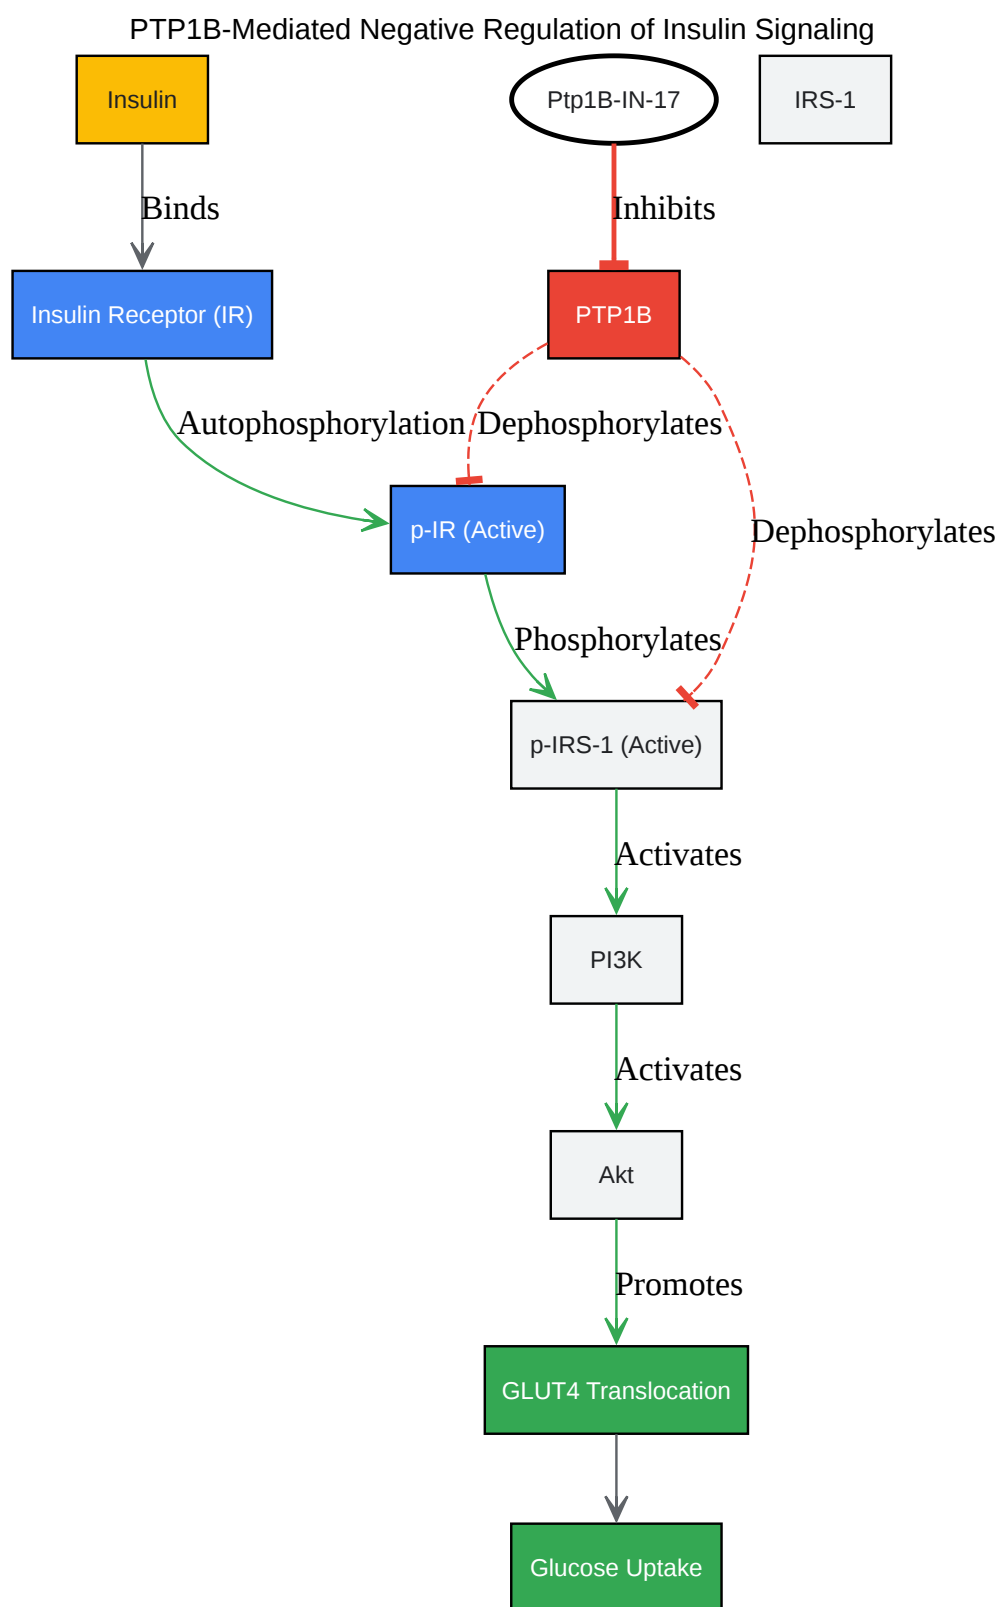 PTP1B-Mediated Negative Regulation of Insulin Signaling
Insulin
Ptp1B-IN-17
IRS-1
Binds
Inhibits
Insulin Receptor (IR)
PTP1B
Autophosphorylation
Dephosphorylates
p-IR (Active)
Dephosphorylates
Phosphorylates
p-IRS-1 (Active)
Activates
PI3K
Activates
Akt
Promotes
GLUT4 Translocation
Glucose Uptake